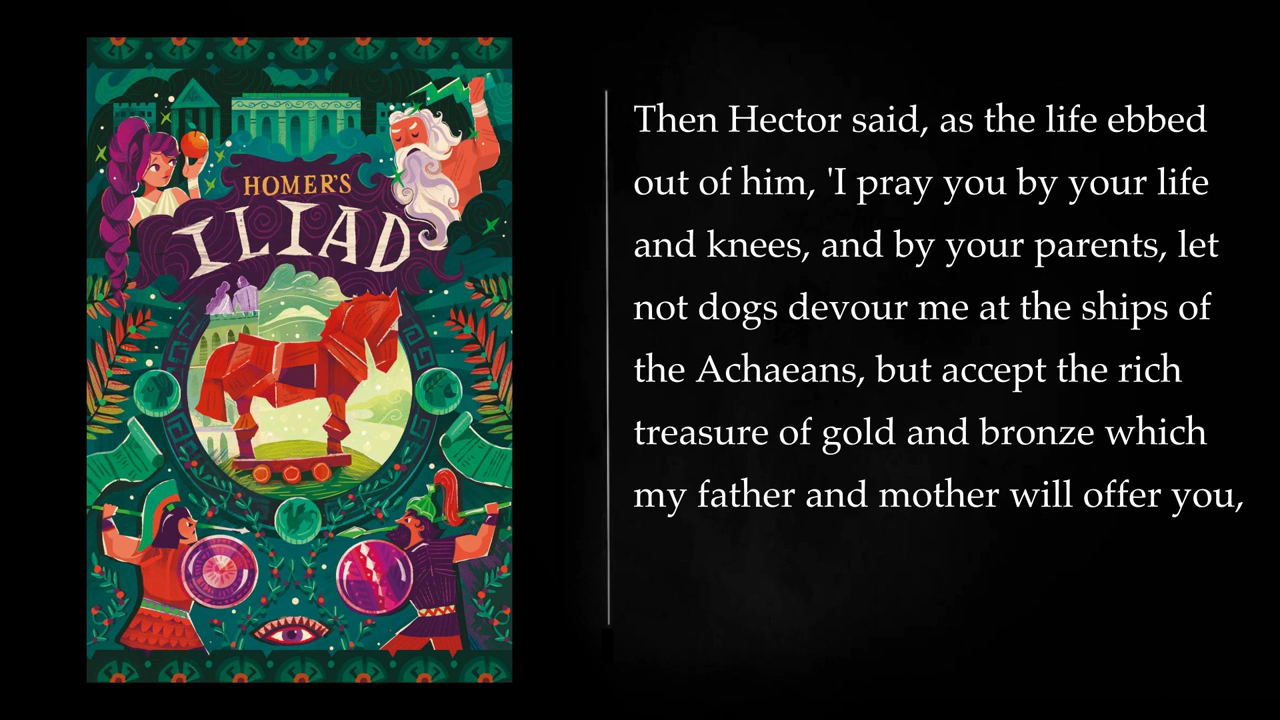 HOMER'S
ILIAD
Then Hector said, as the life ebbed
out of him, 'I pray you by your life
and knees, and by your parents, let
not dogs devour me at the ships of
the Achaeans, but accept the rich
treasure of gold and bronze which
my father and mother will offer you,